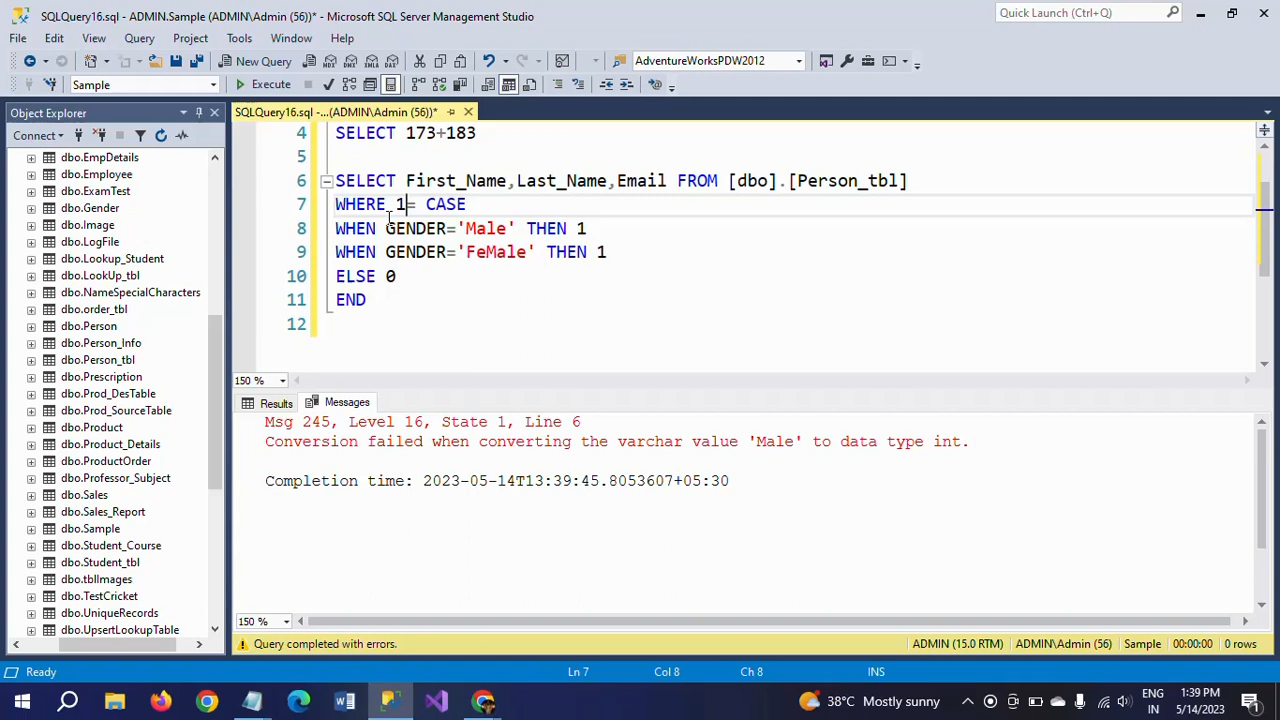 SQLQuery16.sql - ADMIN.Sample (ADMIN\Admin (56))* - Microsoft SQL Server Management Studio
Quick Launch (Ctrl+Q)
File Edit View Query Project Tools Window Help
New Query
AdventureWorksPDW2012
Sample
Execute
Object Explorer
SQLQuery16.sql -...(ADMIN\Admin (56))*
Connect
dbo.EmpDetails
dbo.Employee
dbo.ExamTest
dbo.Gender
dbo.Image
dbo.LogFile
dbo.Lookup_Student
dbo.LookUp_tbl
dbo.NameSpecialCharacters
dbo.order_tbl
dbo.Person
dbo.Person_Info
dbo.Person_tbl
dbo.Prescription
dbo.Prod_DesTable
dbo.Prod_SourceTable
dbo.Product
dbo.Product_Details
dbo.ProductOrder
dbo.Professor_Subject
dbo.Sales
dbo.Sales_Report
dbo.Sample
dbo.Student_Course
dbo.Student_tbl
dbo.tblImages
dbo.TestCricket
dbo.UniqueRecords
dbo.UpsertLookupTable
4 SELECT 173+183
5
6 SELECT First_Name,Last_Name,Email FROM [dbo].[Person_tbl]
7 WHERE 1= CASE
8 WHEN GENDER='Male' THEN 1
9 WHEN GENDER='FeMale' THEN 1
10 ELSE 0
11 END
12
150 %
Results Messages
Msg 245, Level 16, State 1, Line 6
Conversion failed when converting the varchar value 'Male' to data type int.
Completion time: 2023-05-14T13:39:45.8053607+05:30
150 %
Query completed with errors. ADMIN (15.0 RTM) ADMIN\Admin (56) Sample 00:00:00 0 rows
Ready Ln 7 Col 8 Ch 8 INS
38°C Mostly sunny
ENG
IN
1:39 PM
5/14/2023
1